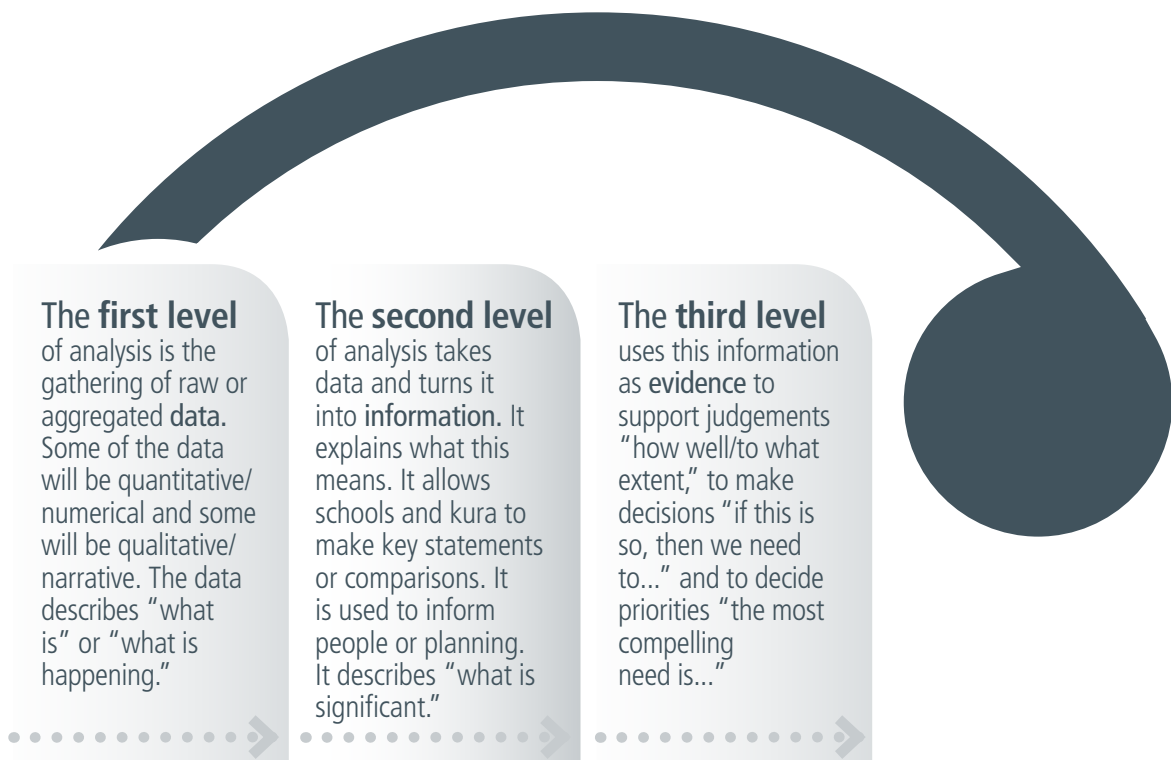 The first level
of analysis is the
gathering of raw or
aggregated data.
Some of the data
will be quantitative/
numerical and some
will be qualitative/
narrative. The data
describes “what
is” or “what is
happening.”
The second level
of analysis takes
data and turns it
into information. It
explains what this
means. It allows
schools and kura to
make key statements
or comparisons. It
is used to inform
people or planning.
It describes “what is
significant.”
The third level
uses this information
as evidence to
support judgements
“how well/to what
extent,” to make
decisions “if this is
so, then we need
to...” and to decide
priorities “the most
compelling
need is...”